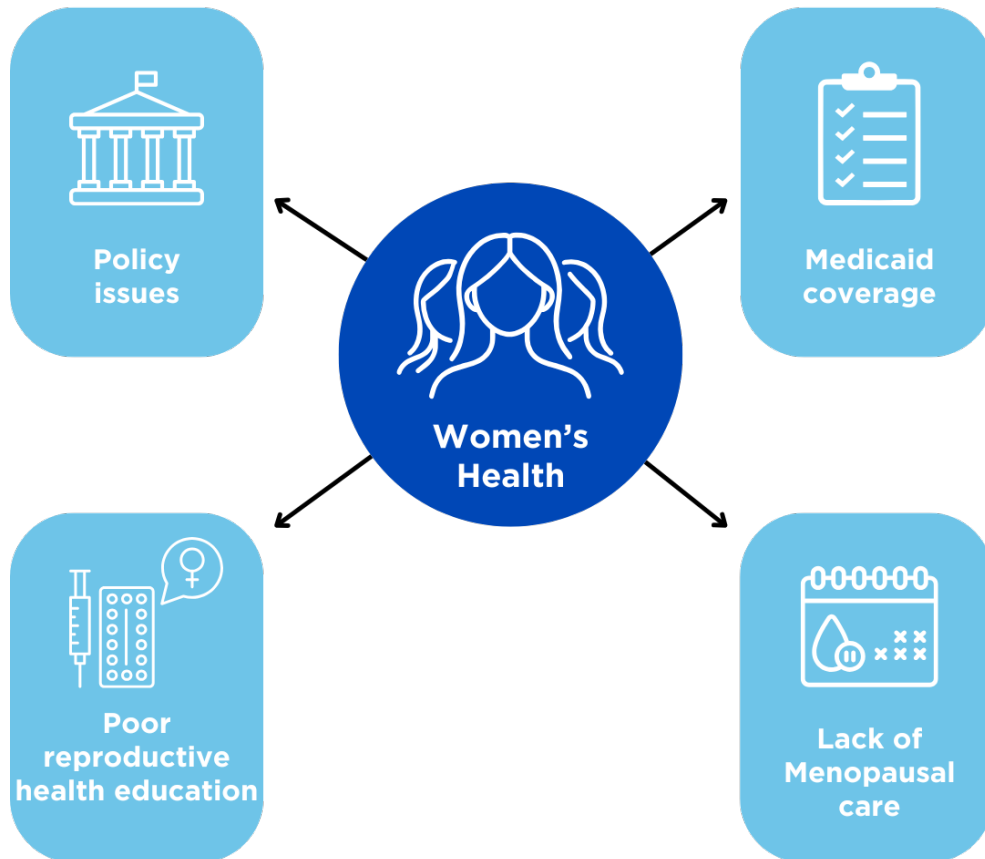 Policy
issues
Medicaid
coverage
Women’s
Health
Poor
reproductive
health education
Lack of
Menopausal
care